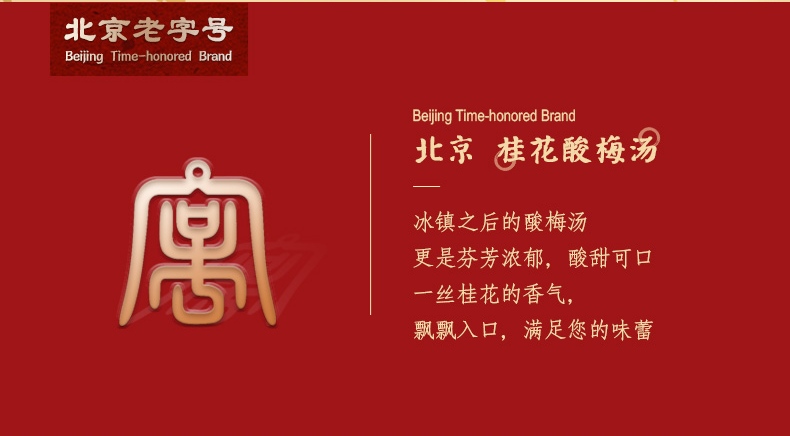 北京老字号
Beijing Time-honored Brand
Beijing Time-honored Brand
北京 桂花酸梅汤
冰镇之后的酸梅汤
更是芬芳浓郁，酸甜可口
一丝桂花的香气，
飘飘入口，满足您的味蕾